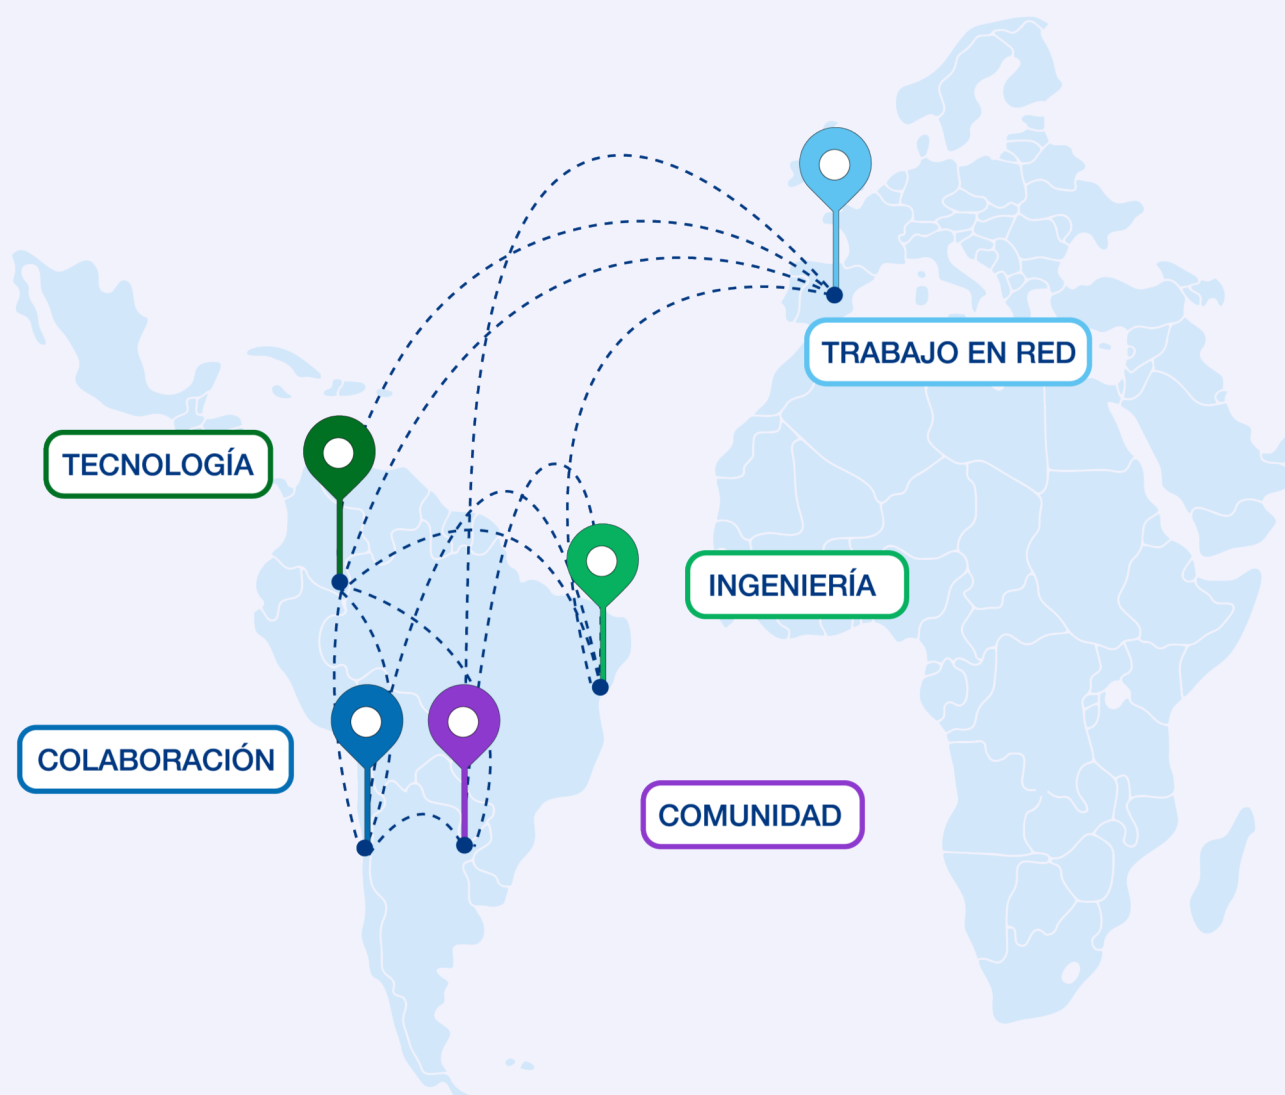 TRABAJO EN RED
TECNOLOGÍA
INGENIERÍA
COLABORACIÓN
COMUNIDAD